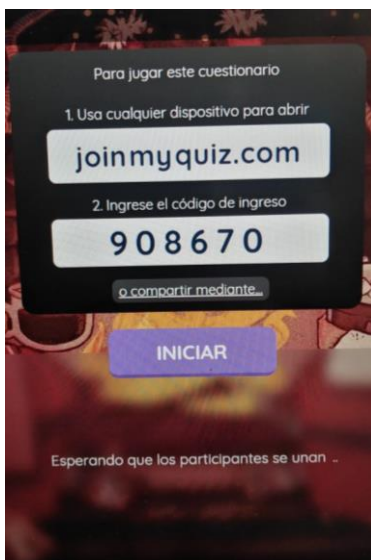 Para jugar este cuestionario
1. Usa cualquier dispositivo para abrir
joinmyquiz.com
2. Ingrese el código de ingreso
908670
o compartir mediante...
INICIAR
Esperando que los participantes se unan ..